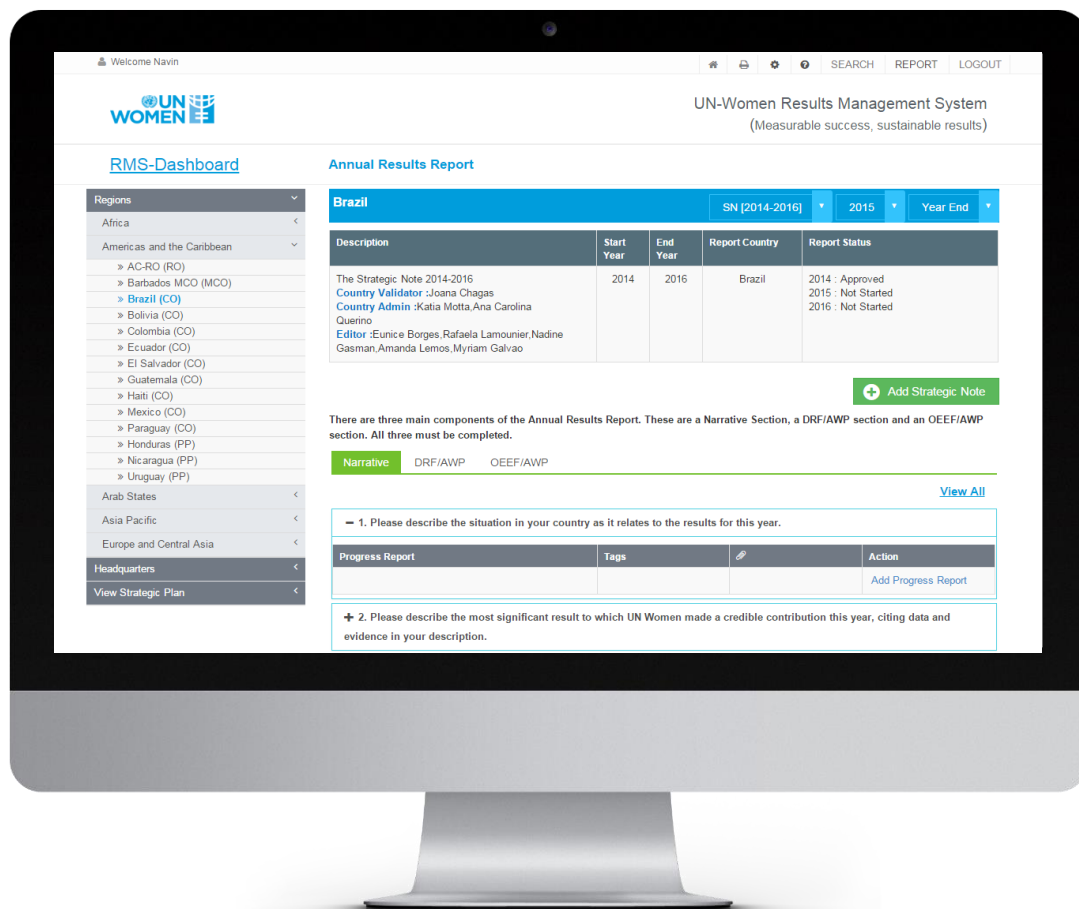 Welcome Navin
SEARCH REPORT LOGOUT
UN
WOMEN
UN-Women Results Management System
(Measurable success, sustainable results)
RMS-Dashboard
Annual Results Report
Regions
Africa
Americas and the Caribbean
» AC-RO (RO)
» Barbados MCO (MCO)
» Brazil (CO)
» Bolivia (CO)
» Colombia (CO)
» Ecuador (CO)
» El Salvador (CO)
» Guatemala (CO)
» Haiti (CO)
» Mexico (CO)
» Paraguay (CO)
» Honduras (PP)
» Nicaragua (PP)
» Uruguay (PP)
Arab States
Asia Pacific
Europe and Central Asia
Headquarters
View Strategic Plan
Brazil
SN [2014-2016] 2015 Year End
Description Start Year End Year Report Country Report Status
The Strategic Note 2014-2016 2014 2016 Brazil 2014 : Approved
Country Validator :Joana Chagas 2015 : Not Started
Country Admin :Katia Motta,Ana Carolina 2016 : Not Started
Querino
Editor :Eunice Borges,Rafaela Lamounier,Nadine
Gasman,Amanda Lemos,Myriam Galvao
Add Strategic Note
There are three main components of the Annual Results Report. These are a Narrative Section, a DRF/AWP section and an OEEF/AWP
section. All three must be completed.
Narrative DRF/AWP OEEF/AWP
View All
1. Please describe the situation in your country as it relates to the results for this year.
Progress Report Tags Action
Add Progress Report
2. Please describe the most significant result to which UN Women made a credible contribution this year, citing data and
evidence in your description.